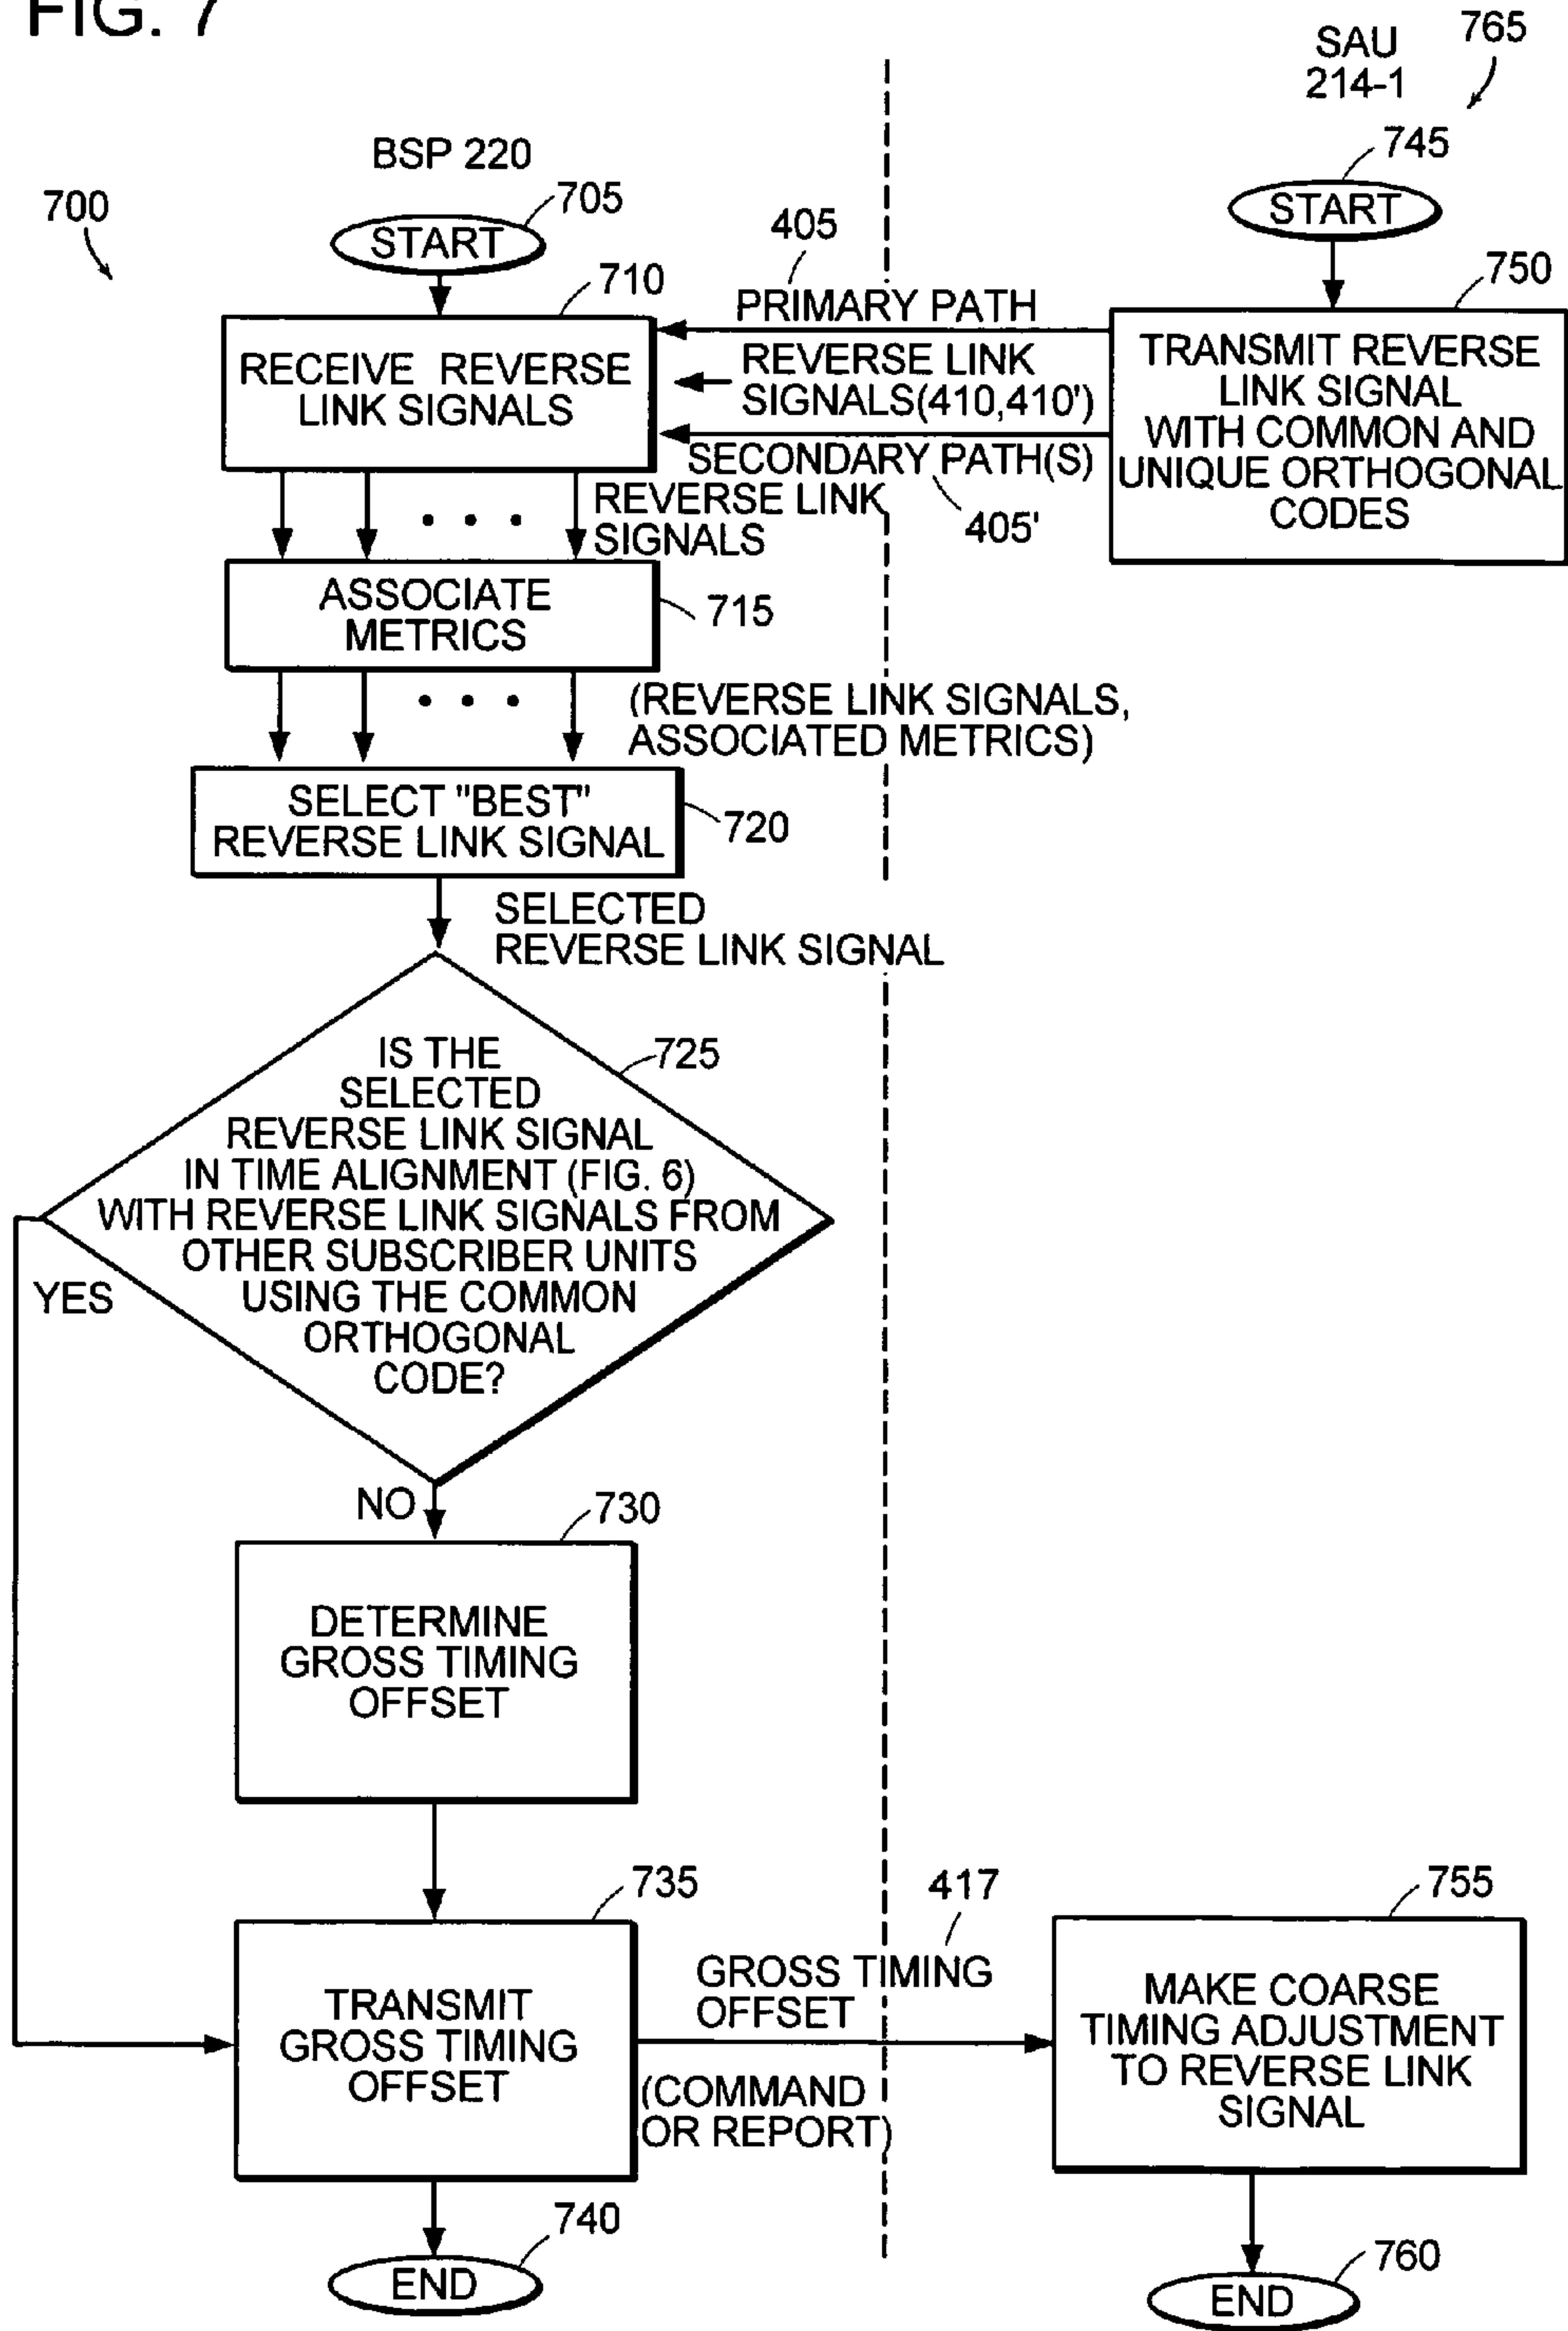 FIG. 7
SAU
214-1
765
BSP 220
745
700
705
START
START
405
710
750
PRIMARY PATH
RECEIVE REVERSE
LINK SIGNALS
REVERSE LINK
SIGNALS(410,410')
TRANSMIT REVERSE
LINK SIGNAL
WITH COMMON AND
UNIQUE ORTHOGONAL
CODES
SECONDARY PATH(S)
405'
REVERSE LINK
SIGNALS
ASSOCIATE
METRICS
715
(REVERSE LINK SIGNALS,
ASSOCIATED METRICS)
SELECT "BEST"
REVERSE LINK SIGNAL
720
SELECTED
REVERSE LINK SIGNAL
725
IS THE
SELECTED
REVERSE LINK SIGNAL
IN TIME ALIGNMENT (FIG. 6)
WITH REVERSE LINK SIGNALS FROM
OTHER SUBSCRIBER UNITS
USING THE COMMON
ORTHOGONAL
CODE?
YES
NO
730
DETERMINE
GROSS TIMING
OFFSET
735
417
755
TRANSMIT
GROSS TIMING
OFFSET
GROSS TIMING
OFFSET
(COMMAND
OR REPORT)
MAKE COARSE
TIMING ADJUSTMENT
TO REVERSE LINK
SIGNAL
740
END
760
END